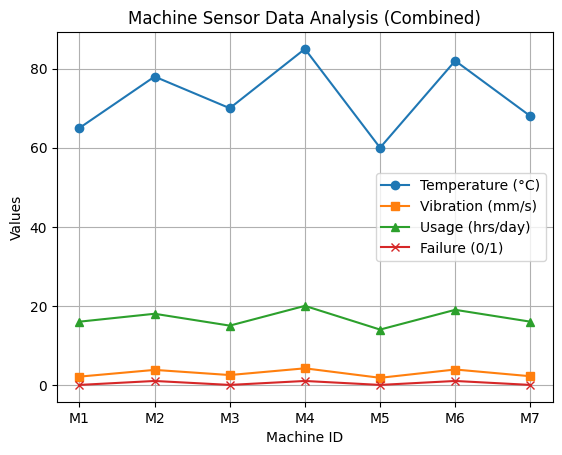 Machine Sensor Data Analysis (Combined)
Values
80
60
40
20
0
Temperature (°C)
Vibration (mm/s)
Usage (hrs/day)
Failure (0/1)
M1 M2 M3 M4 M5 M6 M7
Machine ID